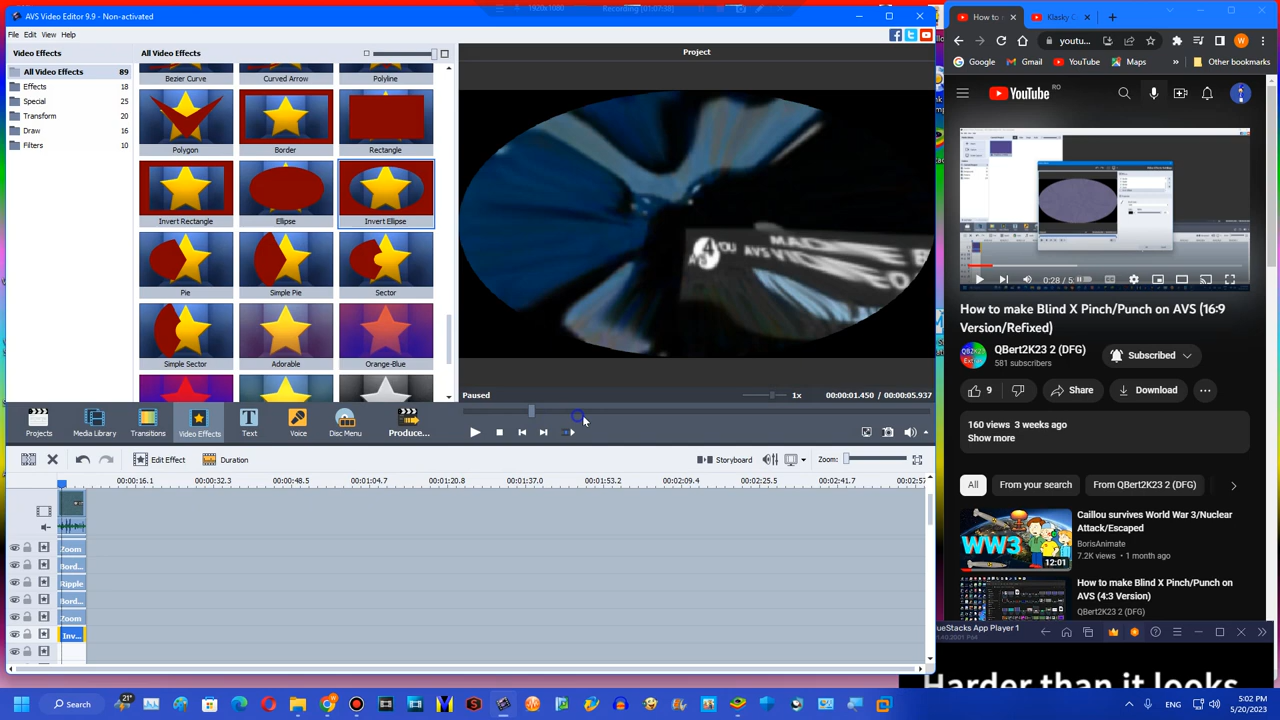 AVS Video Editor 9.9 - Non-activated
1920x1080 Recording [01:07:38]
File Edit View Help
Video Effects
All Video Effects
Project
All Video Effects 89
Effects 18
Special 25
Transform 20
Draw 16
Filters 10
Bezier Curve Curved Arrow Polyline
Polygon Border Rectangle
Invert Rectangle Ellipse Invert Ellipse
Pie Simple Pie Sector
Simple Sector Adorable Orange-Blue
4 YOU AVS
Paused
1x
00:00:01.450 / 00:00:05.937
Projects Media Library Transitions Video Effects Text Voice Disc Menu Produce...
Edit Effect Duration
Storyboard Zoom:
00:00:16.1 00:00:32.3 00:00:48.5 00:01:04.7 00:01:20.8 00:01:37.0 00:01:53.2 00:02:09.4 00:02:25.5 00:02:41.7 00:02:57
Zoom
Bord...
Ripple
Bord...
Zoom
Inv...
How to
Klasky C
youtu...
W
Google Gmail YouTube Maps Other bookmarks
YouTube RO
0:28 / 5
How to make Blind X Pinch/Punch on AVS (16:9
Version/Refixed)
QBert2K23 2 (DFG)
581 subscribers
Subscribed
9 Share Download
160 views 3 weeks ago
Show more
All From your search From QBert2K23 2 (DFG)
WW3
12:01
Caillou survives World War 3/Nuclear
Attack/Escaped
BorisAnimate
7.2K views • 1 month ago
How to make Blind X Pinch/Punch on
AVS (4:3 Version)
QBert2K23 2 (DFG)
ueStacks App Player 1
Harder than it looks
Search
21°
ENG
5:02 PM
5/20/2023